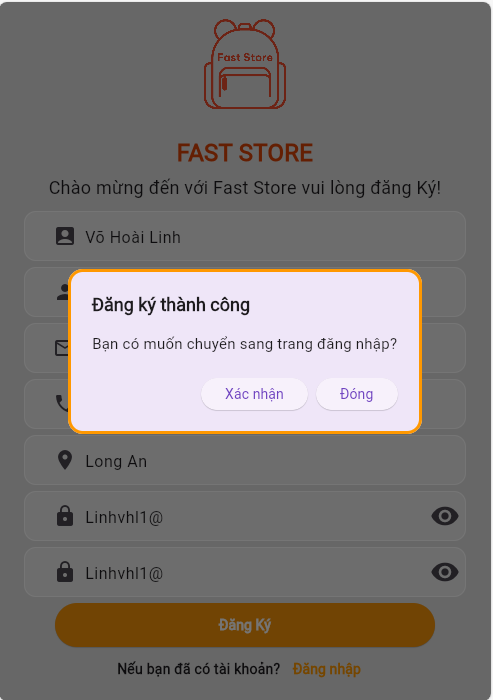 Fast Store
FAST STORE
Chào mừng đến với Fast Store vui lòng đăng Ký!
Võ Hoài Linh
Đăng ký thành công
Bạn có muốn chuyển sang trang đăng nhập?
Xác nhận Đóng
Long An
Linhvhl1@
Linhvhl1@
Đăng Ký
Nếu bạn đã có tài khoản? Đăng nhập